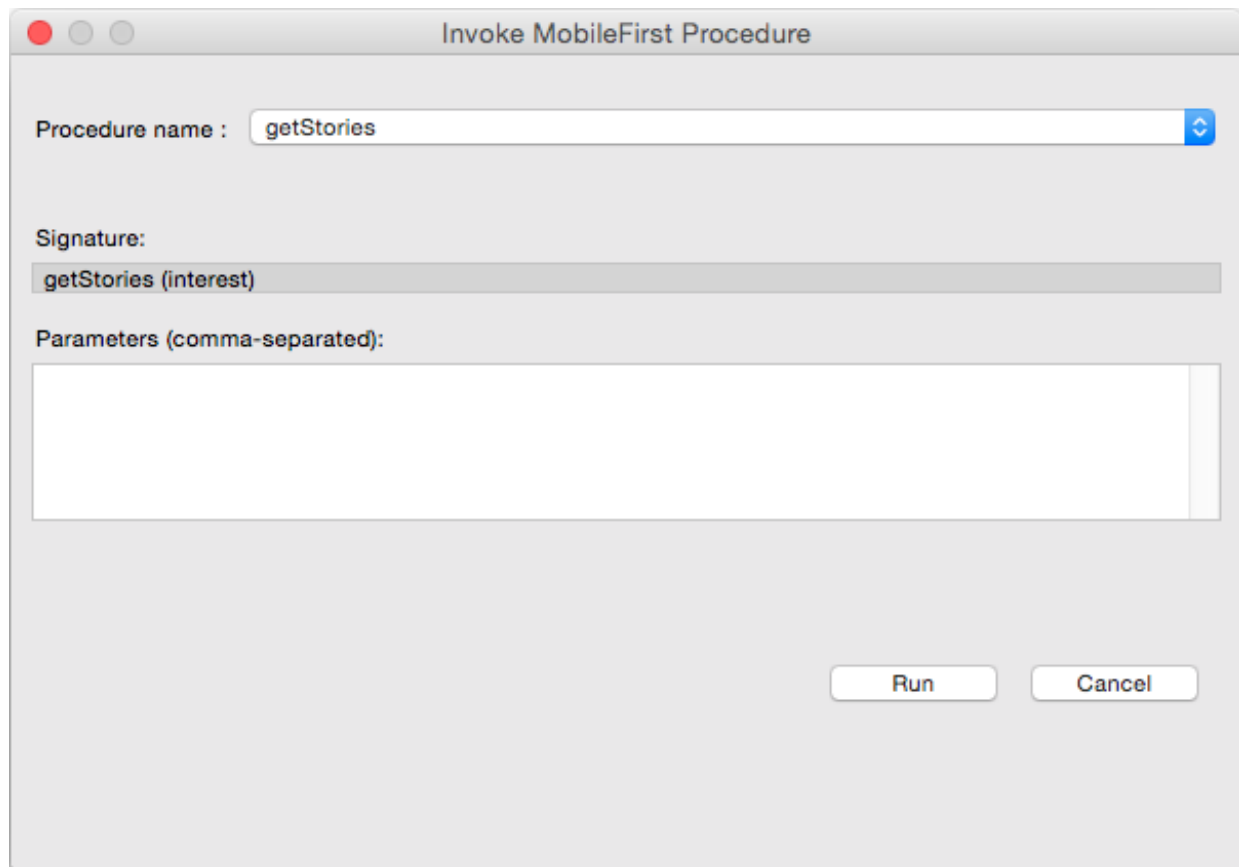 Invoke MobileFirst Procedure
Procedure name :
getStories
Signature:
getStories (interest)
Parameters (comma-separated):
Run
Cancel